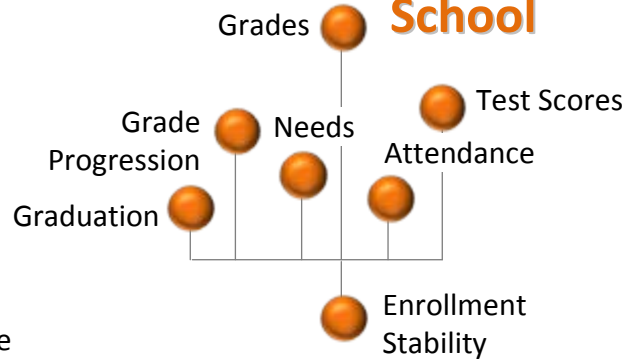 School
Grades
Test Scores
Grade
Progression
Needs
Attendance
Graduation
Enrollment
Stability
e